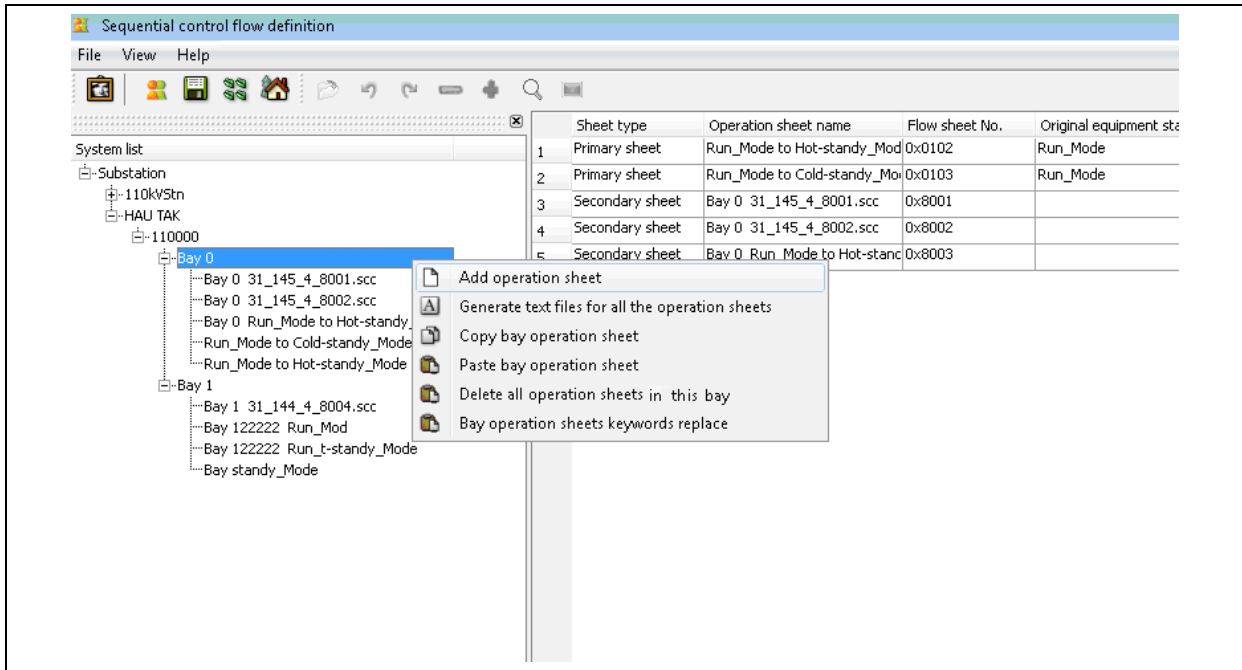 Sequential control flow definition
File View Help
System list
Substation
110kVStn
HAU TAK
110000
Bay 0
Bay 0 31_145_4_8001.scc
Bay 0 31_145_4_8002.scc
Bay 0 Run_Mode to Hot-standy_
Run_Mode to Cold-standy_Mode
Run_Mode to Hot-standy_Mode
Bay 1
Bay 1 31_144_4_8004.scc
Bay 122222 Run_Mod
Bay 122222 Run_t-standy_Mode
Bay standy_Mode
Sheet type Operation sheet name Flow sheet No. Original equipment sta
1 Primary sheet Run_Mode to Hot-standy_Mod 0x0102 Run_Mode
2 Primary sheet Run_Mode to Cold-standy_Mo 0x0103 Run_Mode
3 Secondary sheet Bay 0 31_145_4_8001.scc 0x8001
4 Secondary sheet Bay 0 31_145_4_8002.scc 0x8002
5 Secondary sheet Bay 0 Run_Mode to Hot-stanc 0x8003
Add operation sheet
A Generate text files for all the operation sheets
Copy bay operation sheet
Paste bay operation sheet
Delete all operation sheets in this bay
Bay operation sheets keywords replace